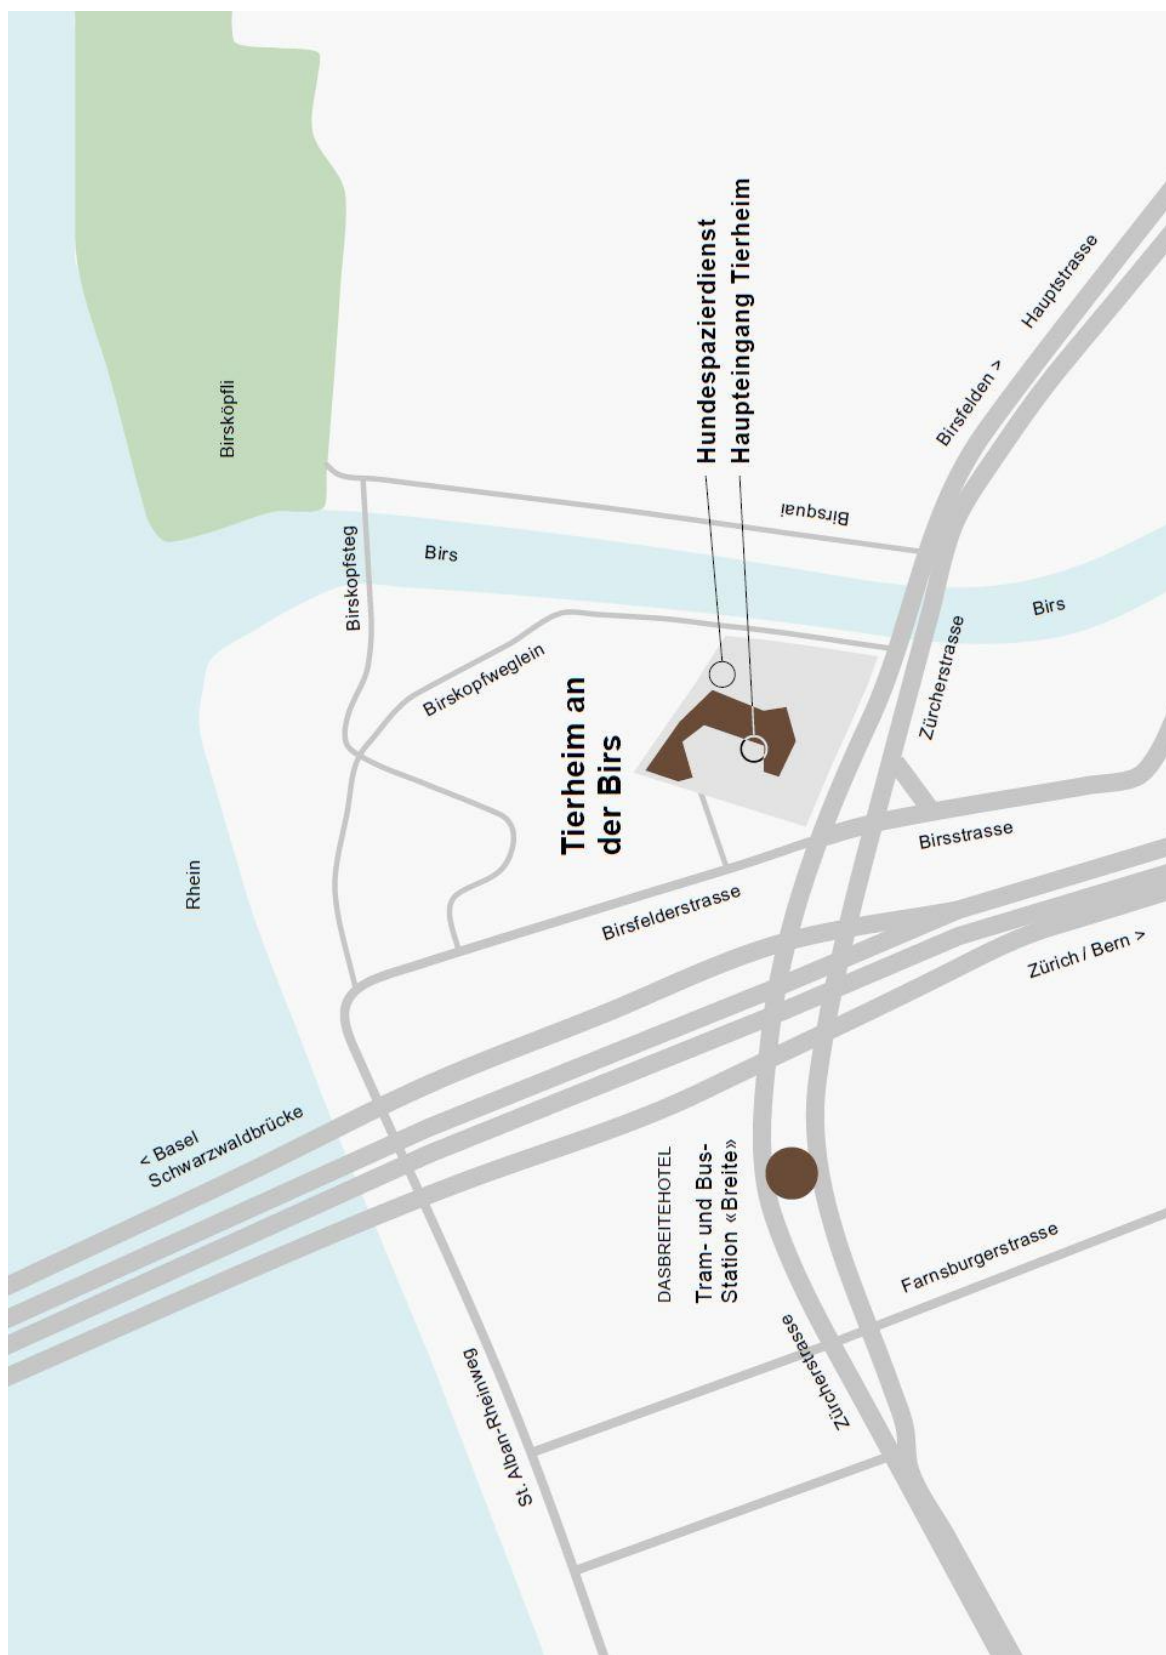 Rhein
< Basel
Schwarzwaldbrücke
Birsköpfli
Birskopfsteg
Birs
Birskopfweglein
St. Alban-Rheinweg
Tierheim an
der Birs
Birsfelderstrasse
DASBREITEHOTEL
Tram- und Bus-
Station «Breite»
Hundespazierdienst
Haupteingang Tierheim
Birsquai
Zürcherstrasse
Farnsburgerstrasse
Birsstrasse
Zürcherstrasse
Birsfelden >
Hauptstrasse
Birs
Zürich / Bern >